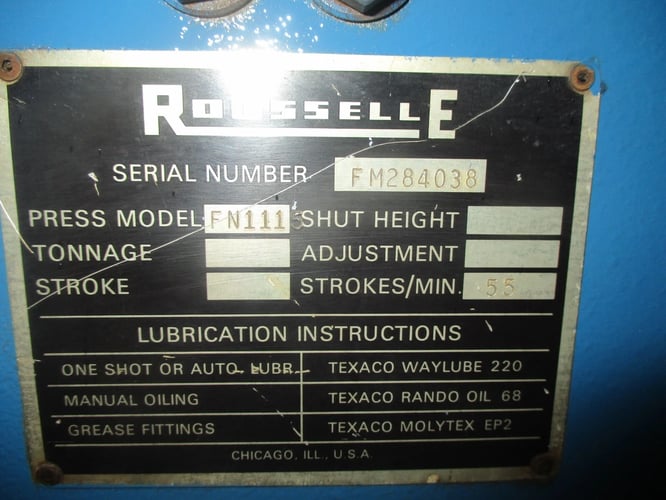 ROUSSELLE
SERIAL NUMBER FM284038
PRESS MODEL FN1115 SHUT HEIGHT
TONNAGE ADJUSTMENT
STROKE STROKES/MIN. 55
LUBRICATION INSTRUCTIONS
ONE SHOT OR AUTO LUBR. TEXACO WAYLUBE 220
MANUAL OILING TEXACO RANDO OIL 68
GREASE FITTINGS TEXACO MOLYTEX EP2
CHICAGO, ILL., U.S.A.